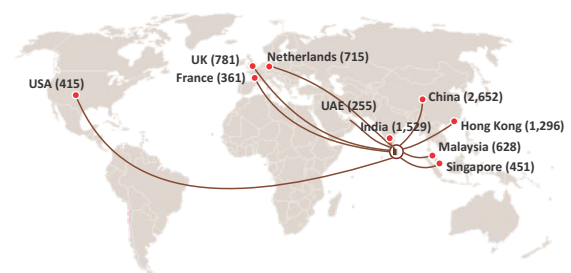 UK (781)
Netherlands (715)
France (361)
USA (415)
China (2,652)
UAE (255)
India (1,529)
Hong Kong (1,296)
Malaysia (628)
Singapore (451)